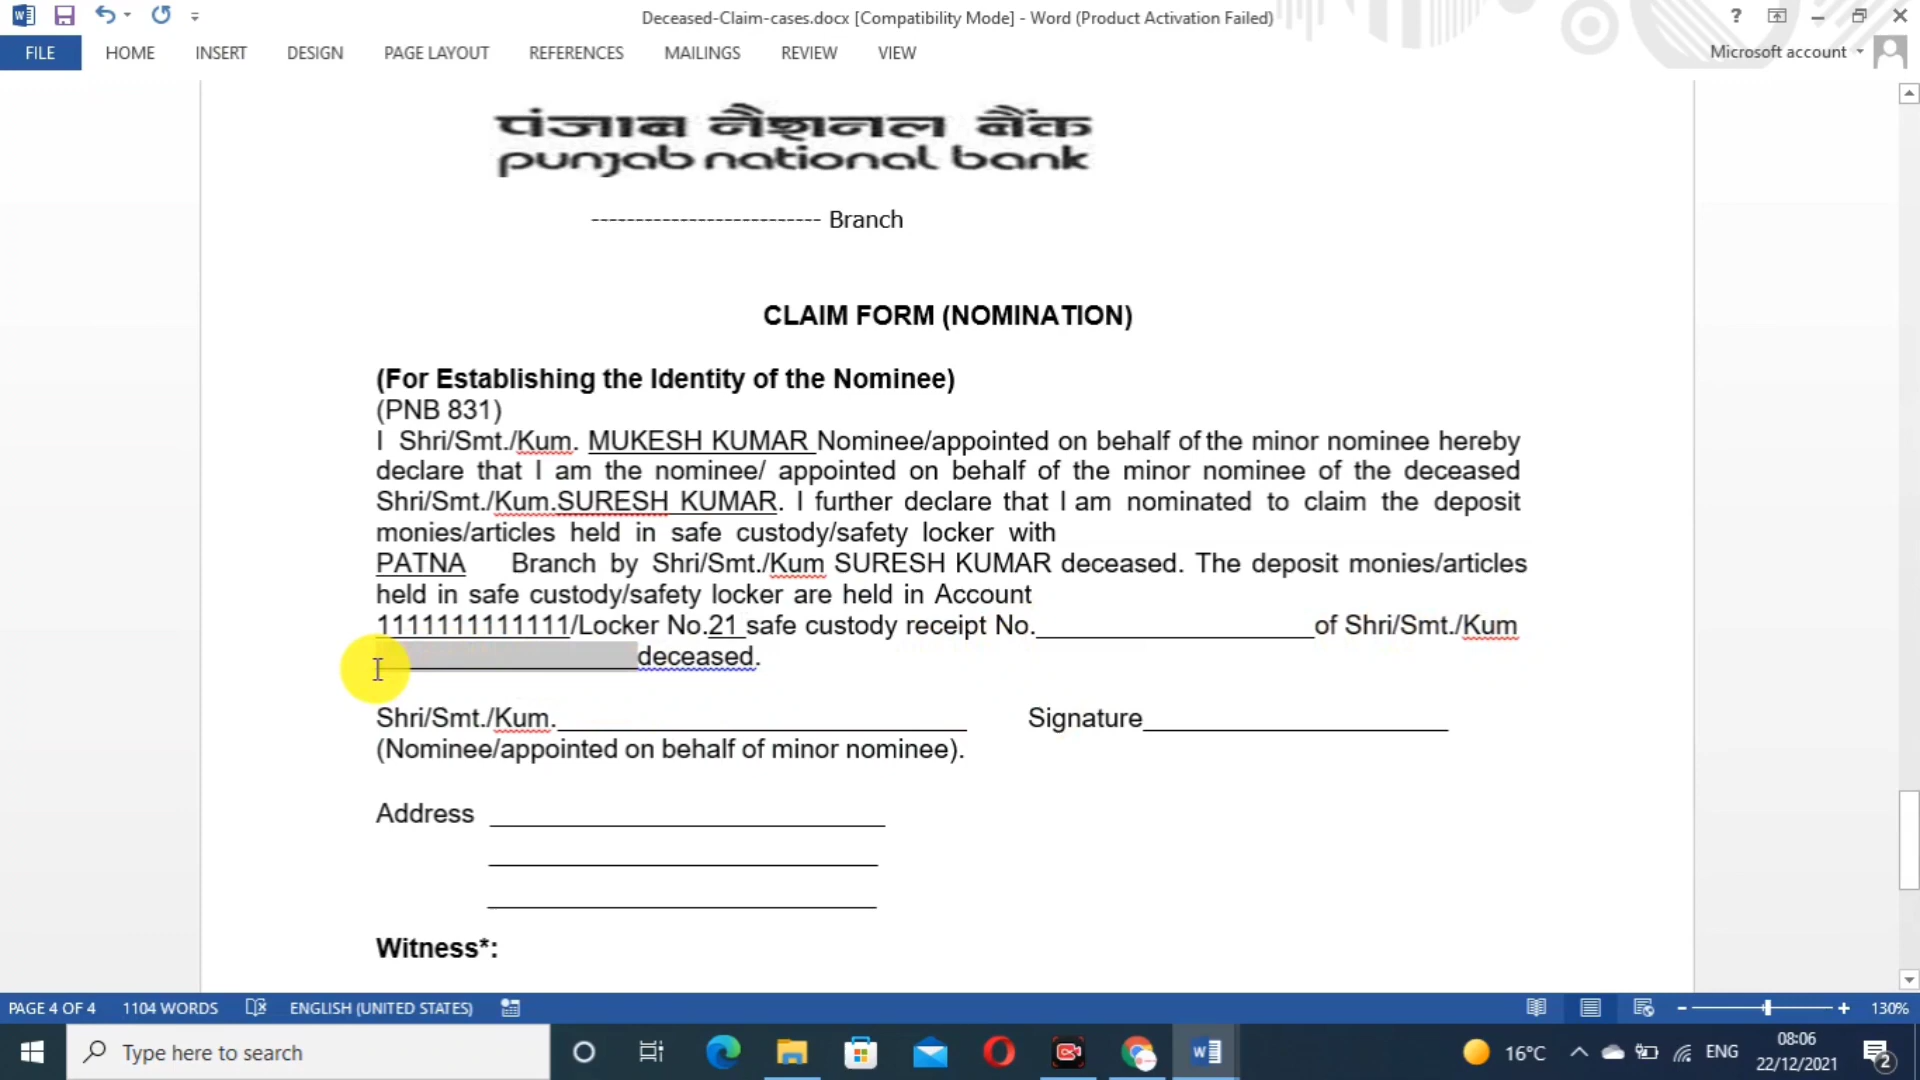 Deceased-Claim-cases.docx [Compatibility Mode] - Word (Product Activation Failed)
?
FILE HOME INSERT DESIGN PAGE LAYOUT REFERENCES MAILINGS REVIEW VIEW Microsoft account
पंजाब नैशनल बैंक
punjab national bank
-------------------------- Branch
CLAIM FORM (NOMINATION)
(For Establishing the Identity of the Nominee)
(PNB 831)
I Shri/Smt./Kum. MUKESH KUMAR Nominee/appointed on behalf of the minor nominee hereby
declare that I am the nominee/ appointed on behalf of the minor nominee of the deceased
Shri/Smt./Kum.SURESH KUMAR. I further declare that I am nominated to claim the deposit
monies/articles held in safe custody/safety locker with
PATNA Branch by Shri/Smt./Kum SURESH KUMAR deceased. The deposit monies/articles
held in safe custody/safety locker are held in Account
1111111111111/Locker No.21 safe custody receipt No.____________________of Shri/Smt./Kum
___________________deceased.
Shri/Smt./Kum.______________________________ Signature______________________
(Nominee/appointed on behalf of minor nominee).
Address _____________________________
____________________________
____________________________
Witness*:
PAGE 4 OF 4 1104 WORDS ENGLISH (UNITED STATES) 130%
Type here to search 16°C ENG 08:06
22/12/2021 2